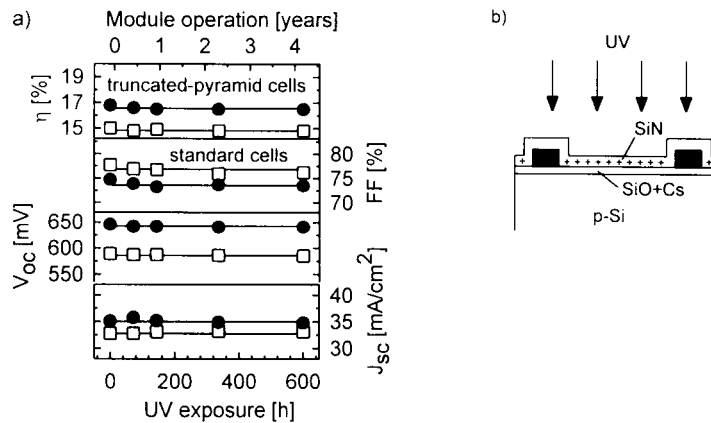 a)
Module operation [years]
0 1 2 3 4
η [%]
19
17
15
truncated-pyramid cells
standard cells
80
75
70
FF [%]
V_OC [mV]
650
600
550
40
35
30
J_SC [mA/cm²]
0 200 400 600
UV exposure [h]
b)
UV
SiN
+ + + + + + + + + + + +
SiO+Cs
p-Si